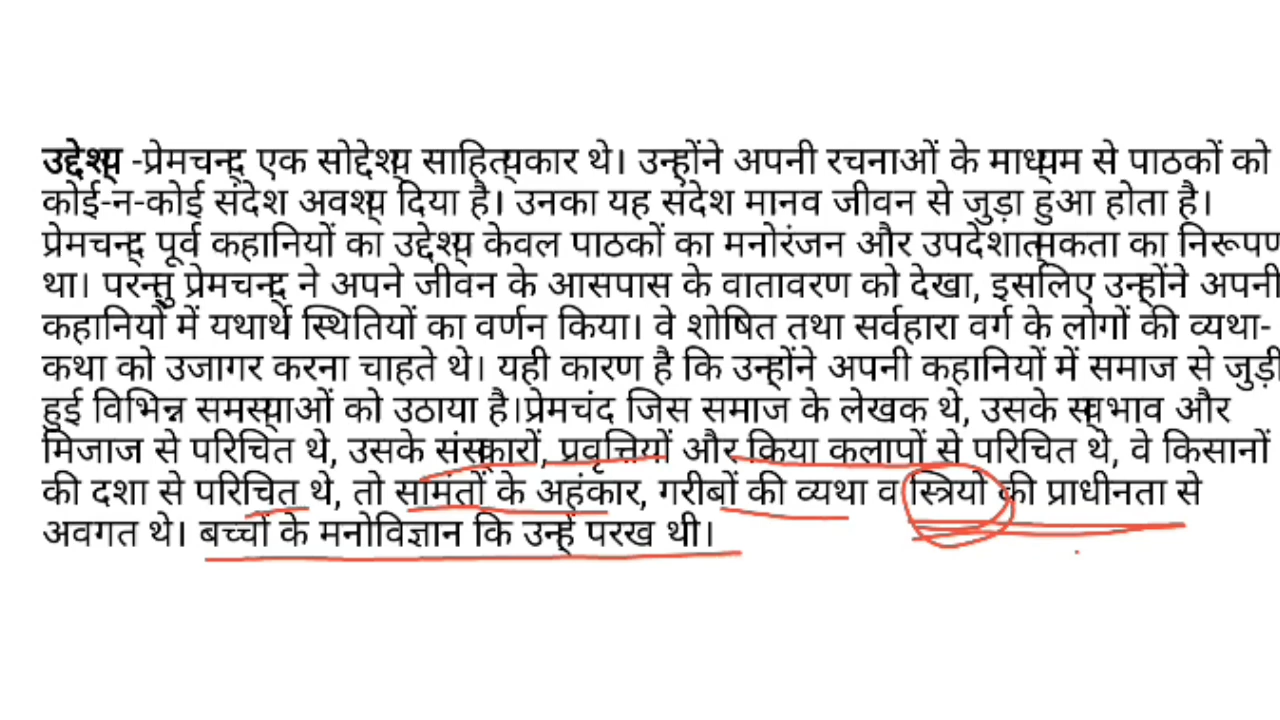 उद्देश्य -प्रेमचन्द एक सोद्देश्य साहित्यकार थे। उन्होंने अपनी रचनाओं के माध्यम से पाठकों को
कोई-न-कोई संदेश अवश्य दिया है। उनका यह संदेश मानव जीवन से जुड़ा हुआ होता है।
प्रेमचन्द पूर्व कहानियों का उद्देश्य केवल पाठकों का मनोरंजन और उपदेशात्मकता का निरूपण
था। परन्तु प्रेमचन्द ने अपने जीवन के आसपास के वातावरण को देखा, इसलिए उन्होंने अपनी
कहानियों में यथार्थ स्थितियों का वर्णन किया। वे शोषित तथा सर्वहारा वर्ग के लोगों की व्यथा-
कथा को उजागर करना चाहते थे। यही कारण है कि उन्होंने अपनी कहानियों में समाज से जुड़ी
हुई विभिन्न समस्याओं को उठाया है।प्रेमचंद जिस समाज के लेखक थे, उसके स्वभाव और
मिजाज से परिचित थे, उसके संस्कारों, प्रवृत्तियों और किया कलापों से परिचित थे, वे किसानों
की दशा से परिचित थे, तो सामंतों के अहंकार, गरीबों की व्यथा व स्त्रियो की प्राधीनता से
अवगत थे। बच्चों के मनोविज्ञान कि उन्हें परख थी।